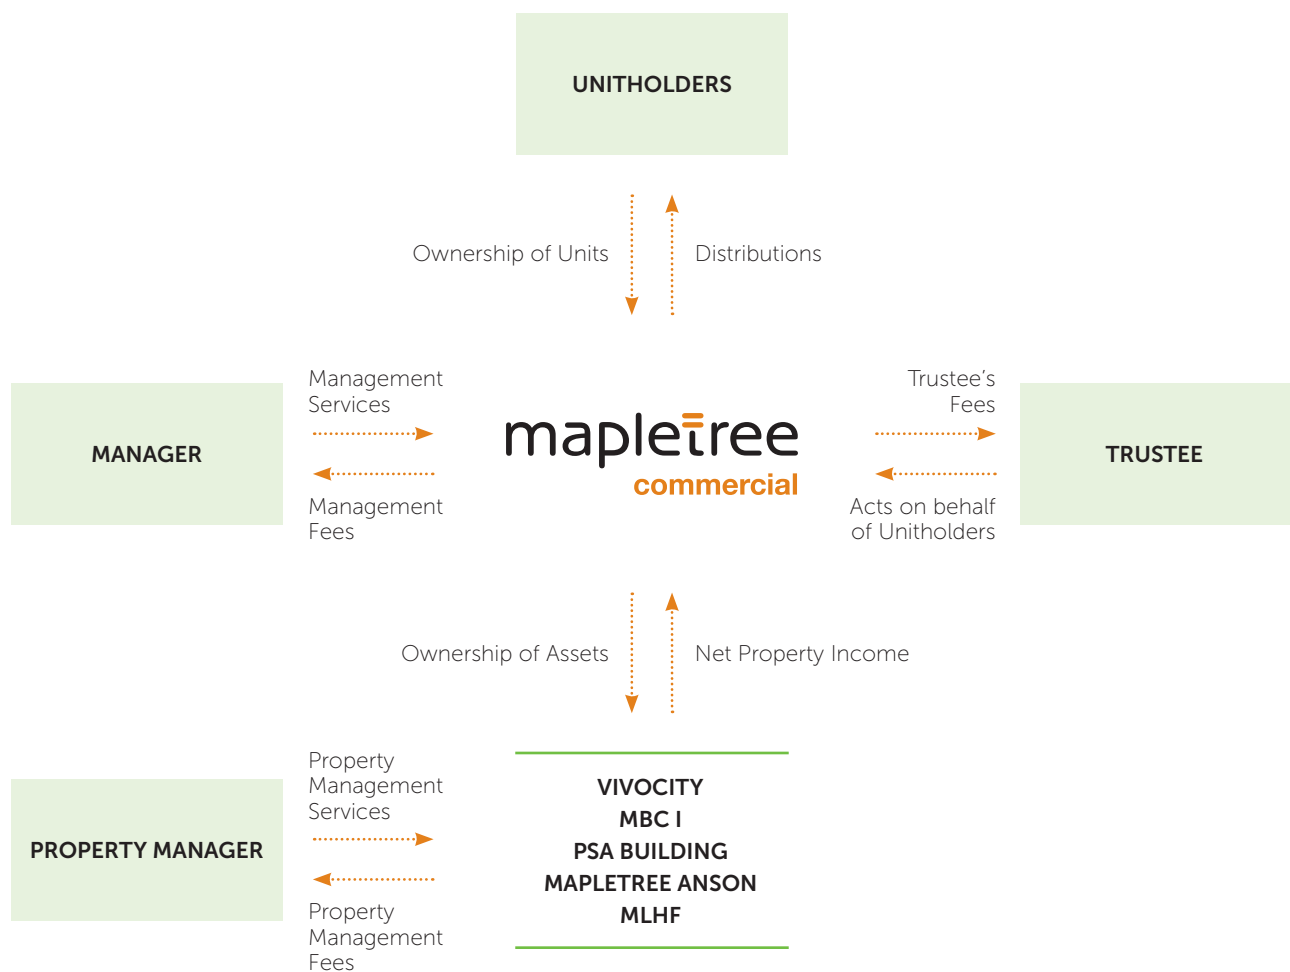 UNITHOLDERS
Ownership of Units
Distributions
Management
Services
MANAGER
Management
Fees
mapletree
commercial
Trustee's
Fees
TRUSTEE
Acts on behalf
of Unitholders
Ownership of Assets
Net Property Income
Property
Management
Services
PROPERTY MANAGER
Property
Management
Fees
VIVOCITY
MBC I
PSA BUILDING
MAPLETREE ANSON
MLHF